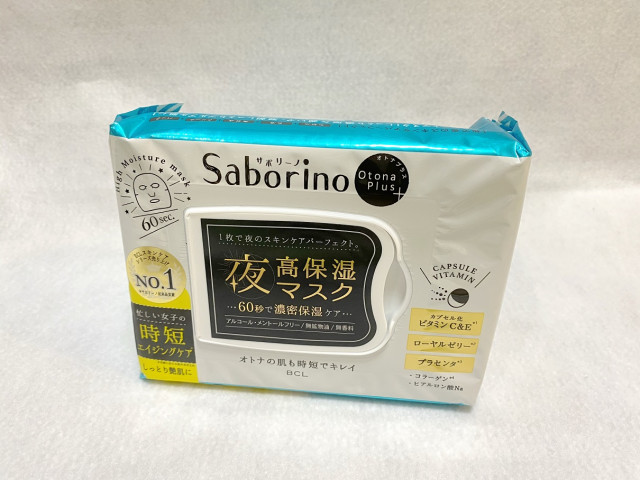 High Moisture mask
60sec.
サボリーノ
Saborino
オトナプラス
Otona
Plus
+
No.1
忙しい女子の
時短
エイジングケア
しっとり艶肌に
1枚で夜のスキンケアパーフェクト。
夜 高保湿
マスク
60秒で濃密保湿ケア
アルコール・メントールフリー/無鉱物油/無香料
オトナの肌も時短でキレイ
BCL
CAPSULE
VITAMIN
カプセル化
ビタミンC&E
ローヤルゼリー
プラセンタ
・コラーゲン
・ヒアルロン酸Na